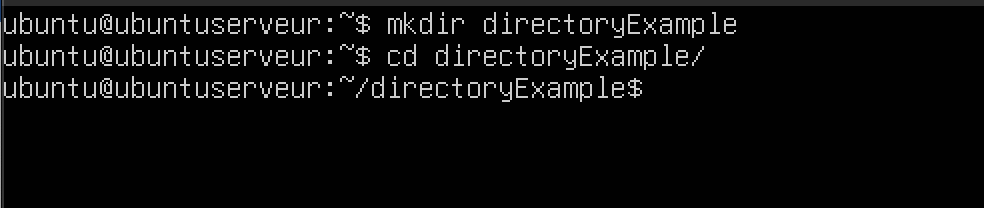 ubuntu@ubuntuserveur:~$ mkdir directoryExample
ubuntu@ubuntuserveur:~$ cd directoryExample/
ubuntu@ubuntuserveur:~/directoryExample$